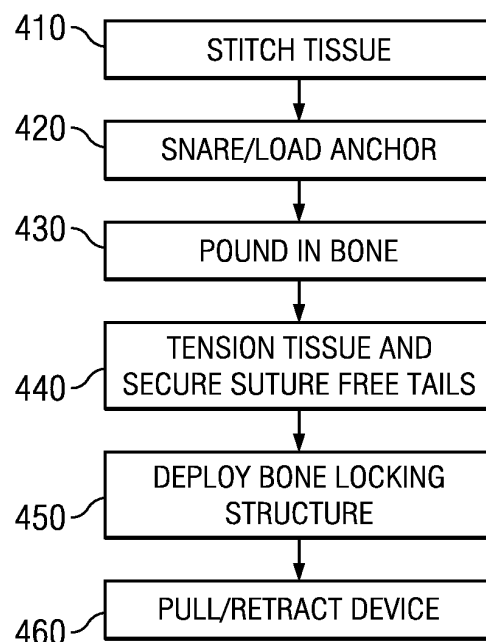 410
STITCH TISSUE
420
SNARE/LOAD ANCHOR
430
POUND IN BONE
440
TENSION TISSUE AND
SECURE SUTURE FREE TAILS
450
DEPLOY BONE LOCKING
STRUCTURE
460
PULL/RETRACT DEVICE